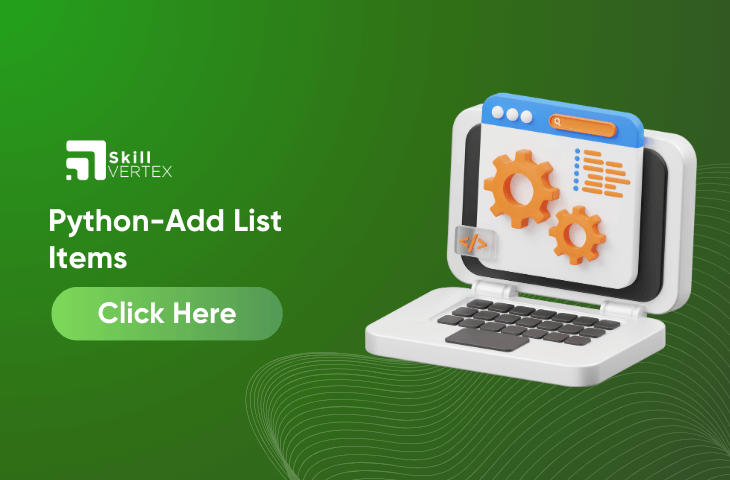 Skill
VERTEX
Python-Add List
Items
Click Here
</>